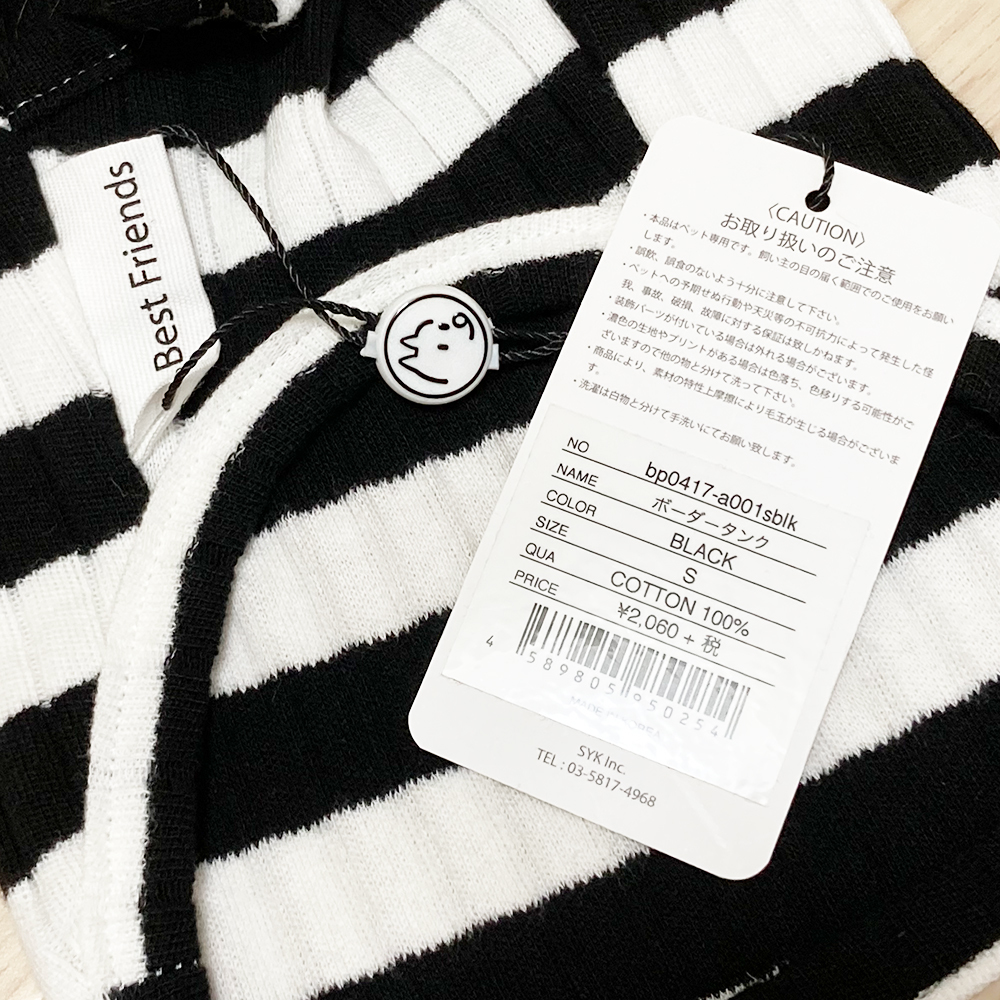 Best Friends
〈CAUTION〉
お取り扱いのご注意
・本品はペット専用です。飼い主の目の届く範囲でのご使用をお願い
します。
・誤飲、誤食のないよう十分に注意して下さい。
・ペットへの予期せぬ行動や天災等の不可抗力によって発生した怪
我、事故、破損、故障に対する保証は致しかねます。
・装飾パーツが付いている場合は外れる場合がございます。
・濃色の生地やプリントがある場合は色落ち、色移りする可能性がご
ざいますので他の物と分けて洗って下さい。
・商品により、素材の特性上摩擦により毛玉が生じる場合がございま
す。
・洗濯は白物と分けて手洗いにてお願い致します。
NO bp0417-a001sblk
NAME ボーダータンク
COLOR BLACK
SIZE S
QUA COTTON 100%
PRICE ¥2,060 + 税
4 589805 950254
MADE IN KOREA
SYK Inc.
TEL : 03-5817-4968